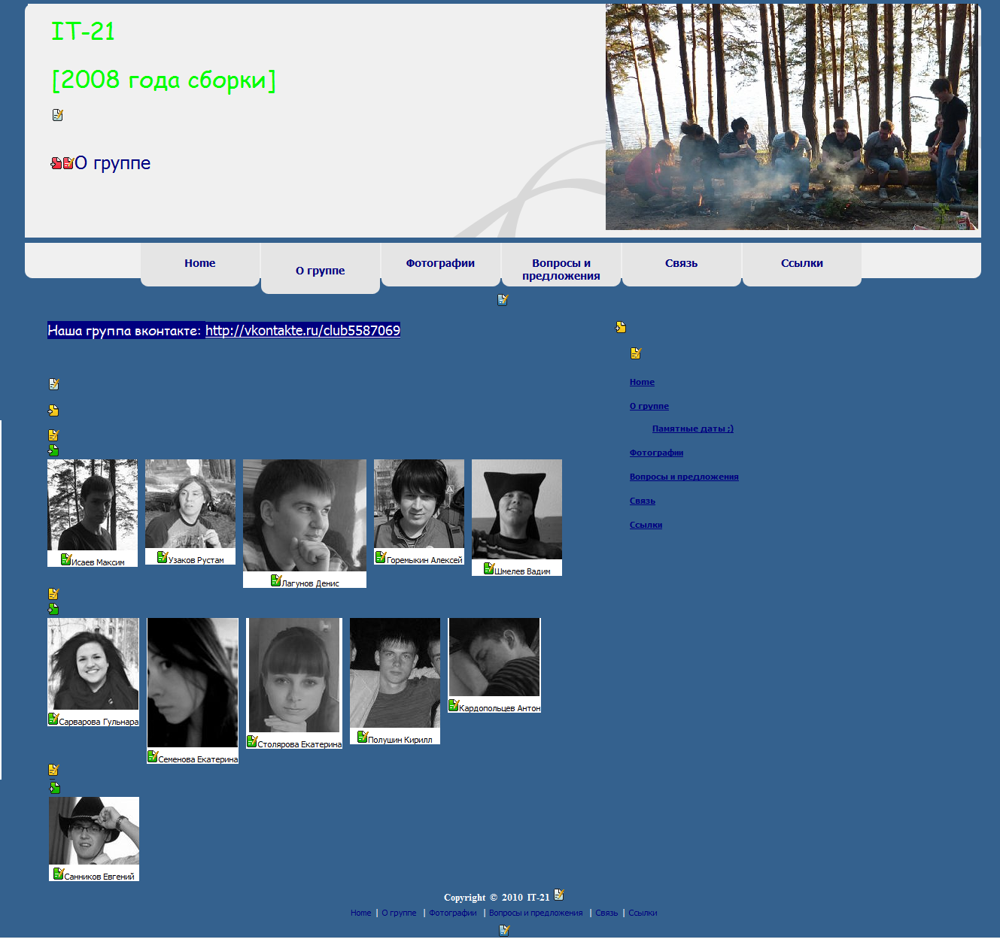 IT-21
[2008 года сборки]
О группе
Home
О группе
Фотографии
Вопросы и
предложения
Связь
Ссылки
Наша группа вконтакте: http://vkontakte.ru/club5587069
Home
О группе
Памятные даты ;)
Фотографии
Вопросы и предложения
Связь
Ссылки
Исаев Максим
Узаков Рустам
Лагунов Денис
Горемыкин Алексей
Шмелев Вадим
Сарварова Гульнара
Семенова Екатерина
Столярова Екатерина
Полушин Кирилл
Кардопольцев Антон
Санников Евгений
Copyright © 2010 IT-21
Home | О группе | Фотографии | Вопросы и предложения | Связь | Ссылки